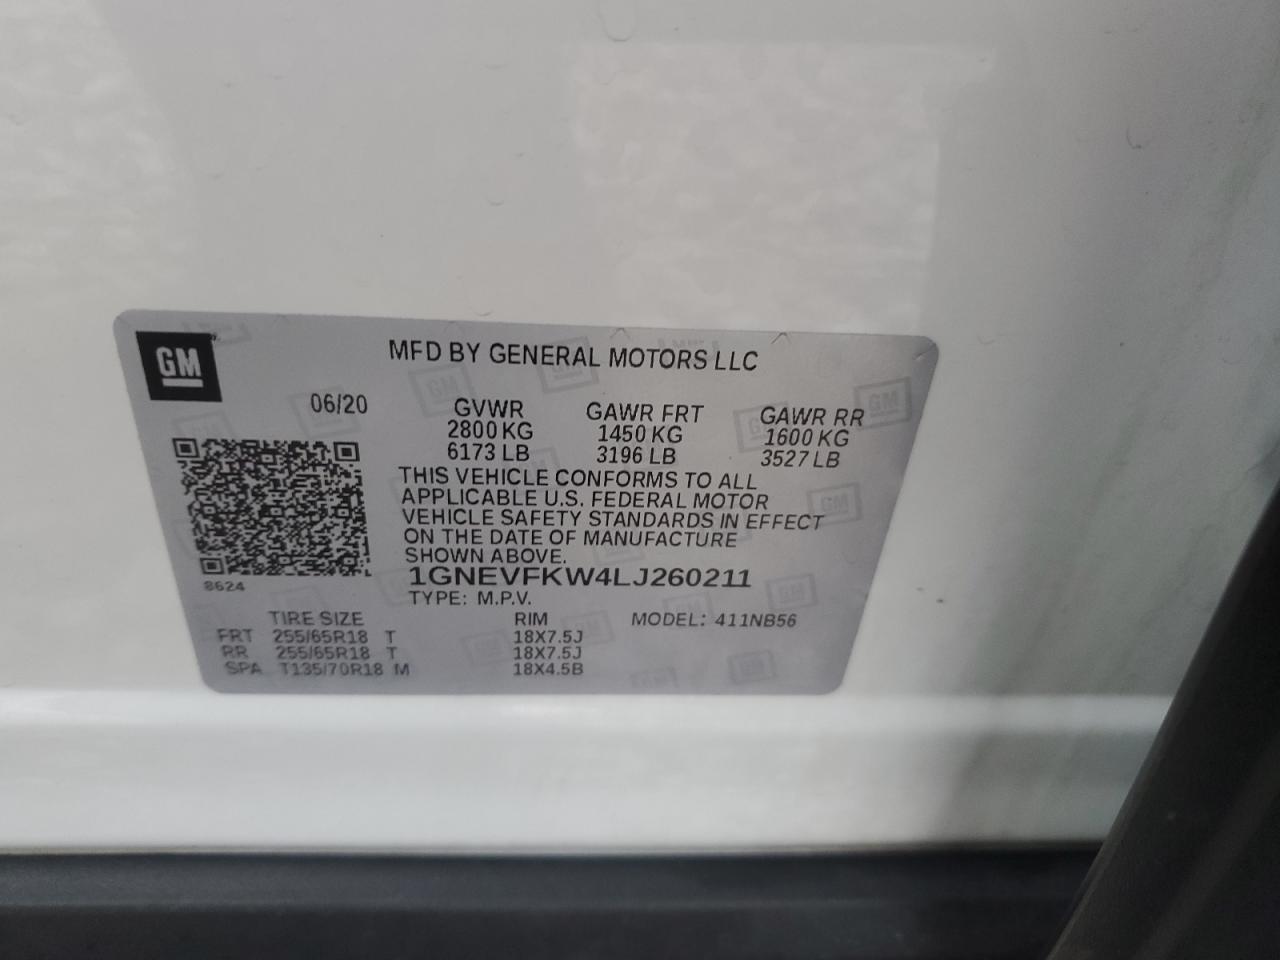 GM
MFD BY GENERAL MOTORS LLC
06/20
GVWR GAWR FRT GAWR RR
2800 KG 1450 KG 1600 KG
6173 LB 3196 LB 3527 LB
THIS VEHICLE CONFORMS TO ALL
APPLICABLE U.S. FEDERAL MOTOR
VEHICLE SAFETY STANDARDS IN EFFECT
ON THE DATE OF MANUFACTURE
SHOWN ABOVE.
1GNEVFKW4LJ260211
8624
TYPE: M.P.V.
TIRE SIZE RIM MODEL: 411NB56
FRT 255/65R18 T 18X7.5J
RR 255/65R18 T 18X7.5J
SPA T135/70R18 M 18X4.5B